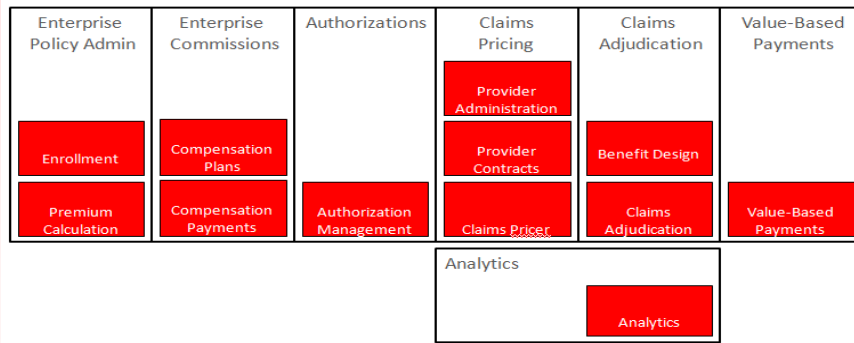 Enterprise
Policy Admin
Enterprise
Commissions
Authorizations
Claims
Pricing
Claims
Adjudication
Value-Based
Payments
Provider
Administration
Enrollment
Compensation
Plans
Provider
Contracts
Benefit Design
Premium
Calculation
Compensation
Payments
Authorization
Management
Claims Pricer
Claims
Adjudication
Value-Based
Payments
Analytics
Analytics